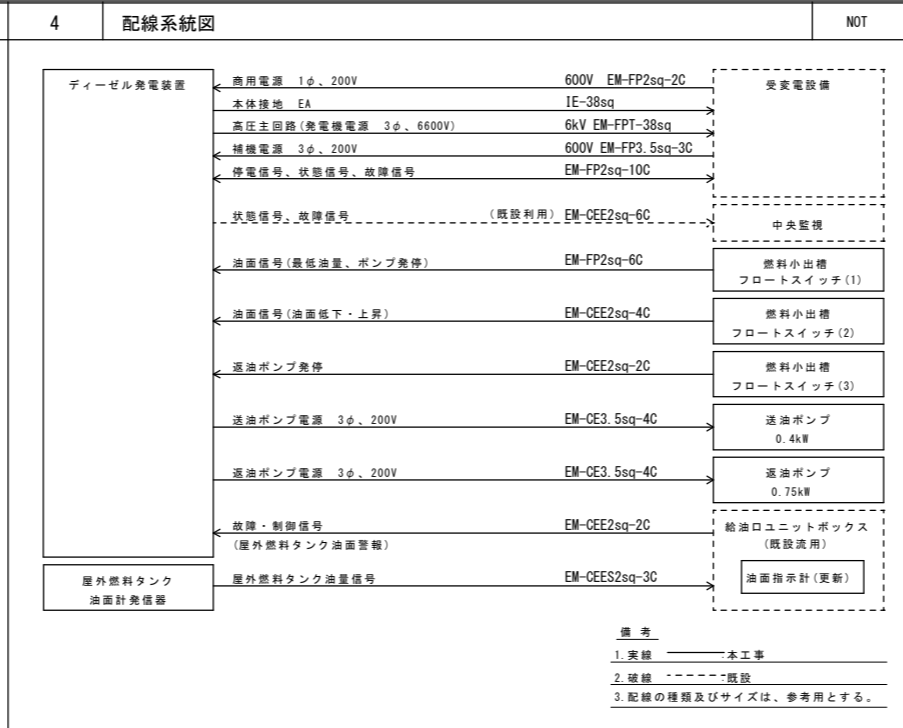 4 配線系統図 NOT
ディーゼル発電装置
商用電源 1φ、200V 600V EM-FP2sq-2C
受変電設備
本体接地 EA IE-38sq
高圧主回路(発電機電源 3φ、6600V) 6kV EM-FPT-38sq
補機電源 3φ、200V 600V EM-FP3.5sq-3C
停電信号、状態信号、故障信号 EM-FP2sq-10C
状態信号、故障信号 (既設利用) EM-CEE2sq-6C
中央監視
油面信号(最低油量、ポンプ発停) EM-FP2sq-6C
燃料小出槽
フロートスイッチ(1)
油面信号(油面低下・上昇) EM-CEE2sq-4C
燃料小出槽
フロートスイッチ(2)
返油ポンプ発停 EM-CEE2sq-2C
燃料小出槽
フロートスイッチ(3)
送油ポンプ電源 3φ、200V EM-CE3.5sq-4C
送油ポンプ
0.4kW
返油ポンプ電源 3φ、200V EM-CE3.5sq-4C
返油ポンプ
0.75kW
故障・制御信号 EM-CEE2sq-2C
(屋外燃料タンク油面警報)
給油口ユニットボックス
(既設流用)
油面指示計(更新)
屋外燃料タンク
油面計発信器
屋外燃料タンク油量信号 EM-CEES2sq-3C
備考
1.実線 :本工事
2.破線 :既設
3.配線の種類及びサイズは、参考用とする。